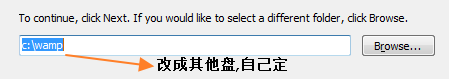 To continue, click Next. If you would like to select a different folder, click Browse.
c:\wamp Browse...
改成其他盘,自己定